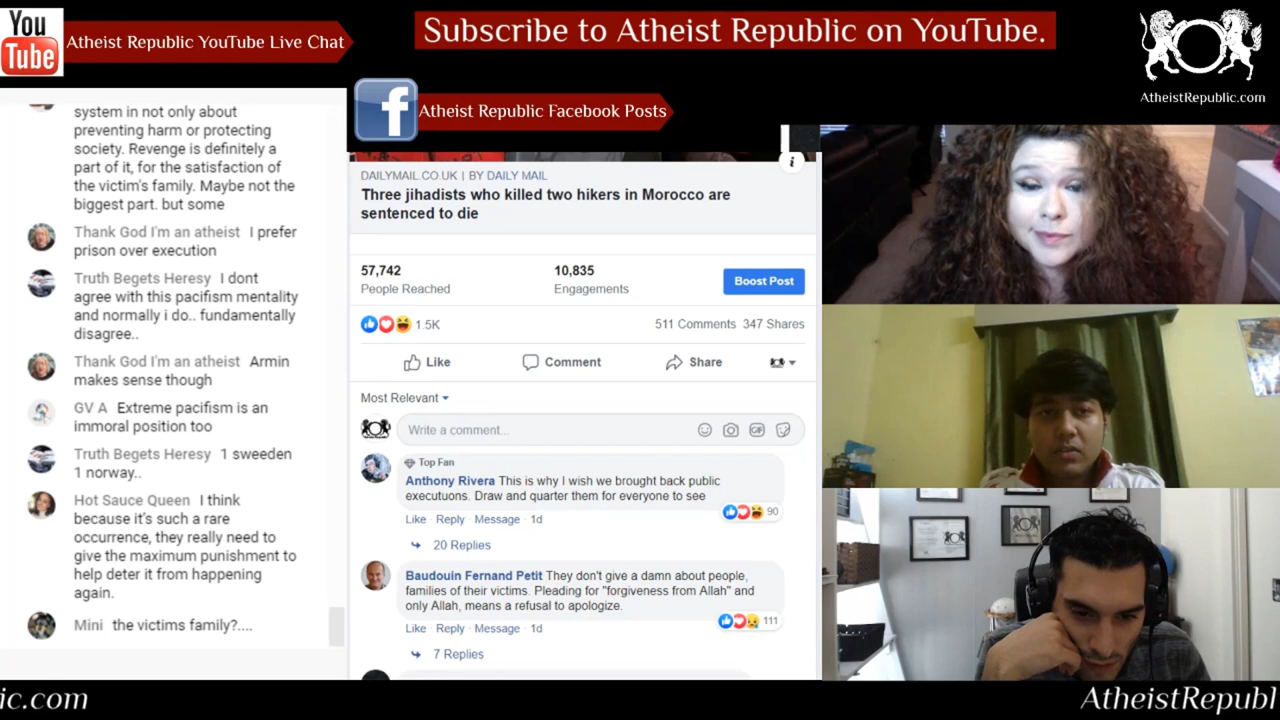 You
Tube
Atheist Republic YouTube Live Chat
Subscribe to Atheist Republic on YouTube.
AtheistRepublic.com
f
Atheist Republic Facebook Posts
system in not only about
preventing harm or protecting
society. Revenge is definitely a
part of it, for the satisfaction of
the victim's family. Maybe not the
biggest part. but some
Thank God I'm an atheist I prefer
prison over execution
Truth Begets Heresy I dont
agree with this pacifism mentality
and normally i do.. fundamentally
disagree..
Thank God I'm an atheist Armin
makes sense though
GV A Extreme pacifism is an
immoral position too
Truth Begets Heresy 1 sweeden
1 norway..
Hot Sauce Queen I think
because it's such a rare
occurrence, they really need to
give the maximum punishment to
help deter it from happening
again.
Mini the victims family?....
i
DAILYMAIL.CO.UK | BY DAILY MAIL
Three jihadists who killed two hikers in Morocco are
sentenced to die
57,742
People Reached
10,835
Engagements
Boost Post
1.5K
511 Comments 347 Shares
Like
Comment
Share
Most Relevant
Write a comment...
GIF
Top Fan
Anthony Rivera This is why I wish we brought back public
executuons. Draw and quarter them for everyone to see
90
Like · Reply · Message · 1d
20 Replies
Baudouin Fernand Petit They don't give a damn about people,
families of their victims. Pleading for "forgiveness from Allah" and
only Allah, means a refusal to apologize.
111
Like · Reply · Message · 1d
7 Replies
ic.com
AtheistRepubl